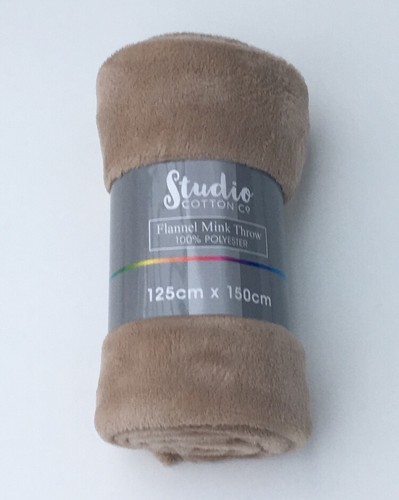 Studio
COTTON CO
Flannel Mink Throw
100% POLYESTER
125cm x 150cm